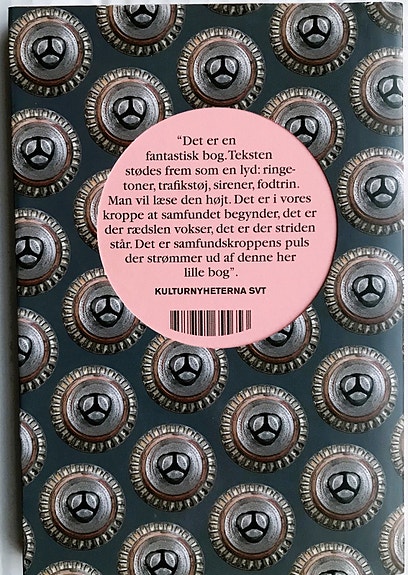 “Det er en
fantastisk bog.Teksten
stødes frem som en lyd: ringe-
toner, trafikstøj, sirener, fodtrin.
Man vil læse den højt. Det er i vores
kroppe at samfundet begynder, det er
der rædslen vokser, det er der striden
står. Det er samfundskroppens puls
der strømmer ud af denne her
lille bog”.
KULTURNYHETERNA SVT